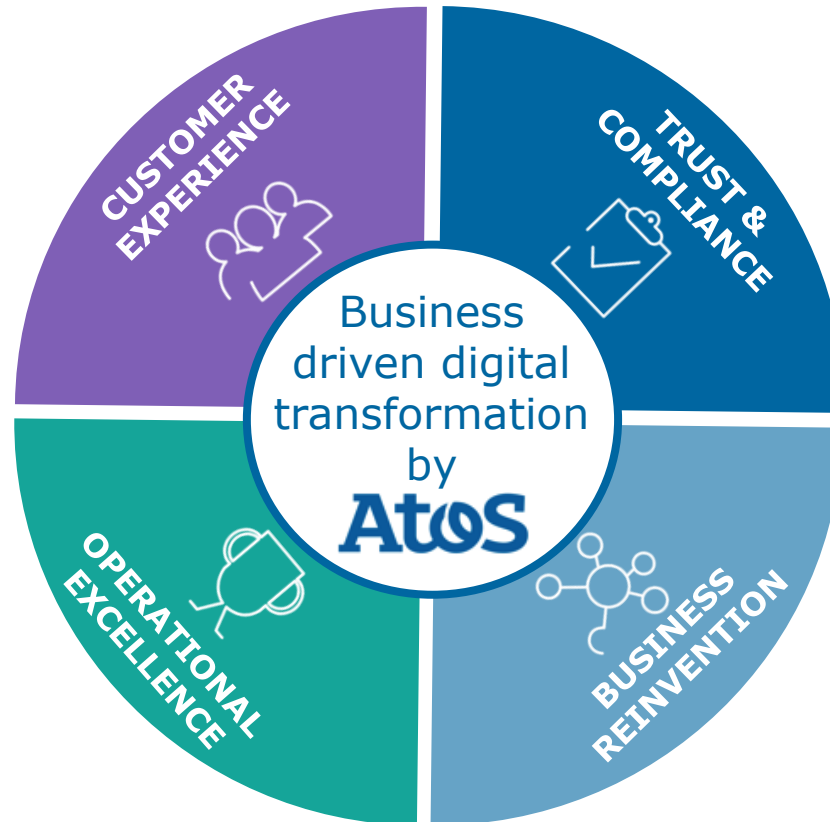 CUSTOMER
EXPERIENCE
TRUST &
COMPLIANCE
Business
driven digital
transformation
by
Atos
OPERATIONAL
EXCELLENCE
BUSINESS
REINVENTION